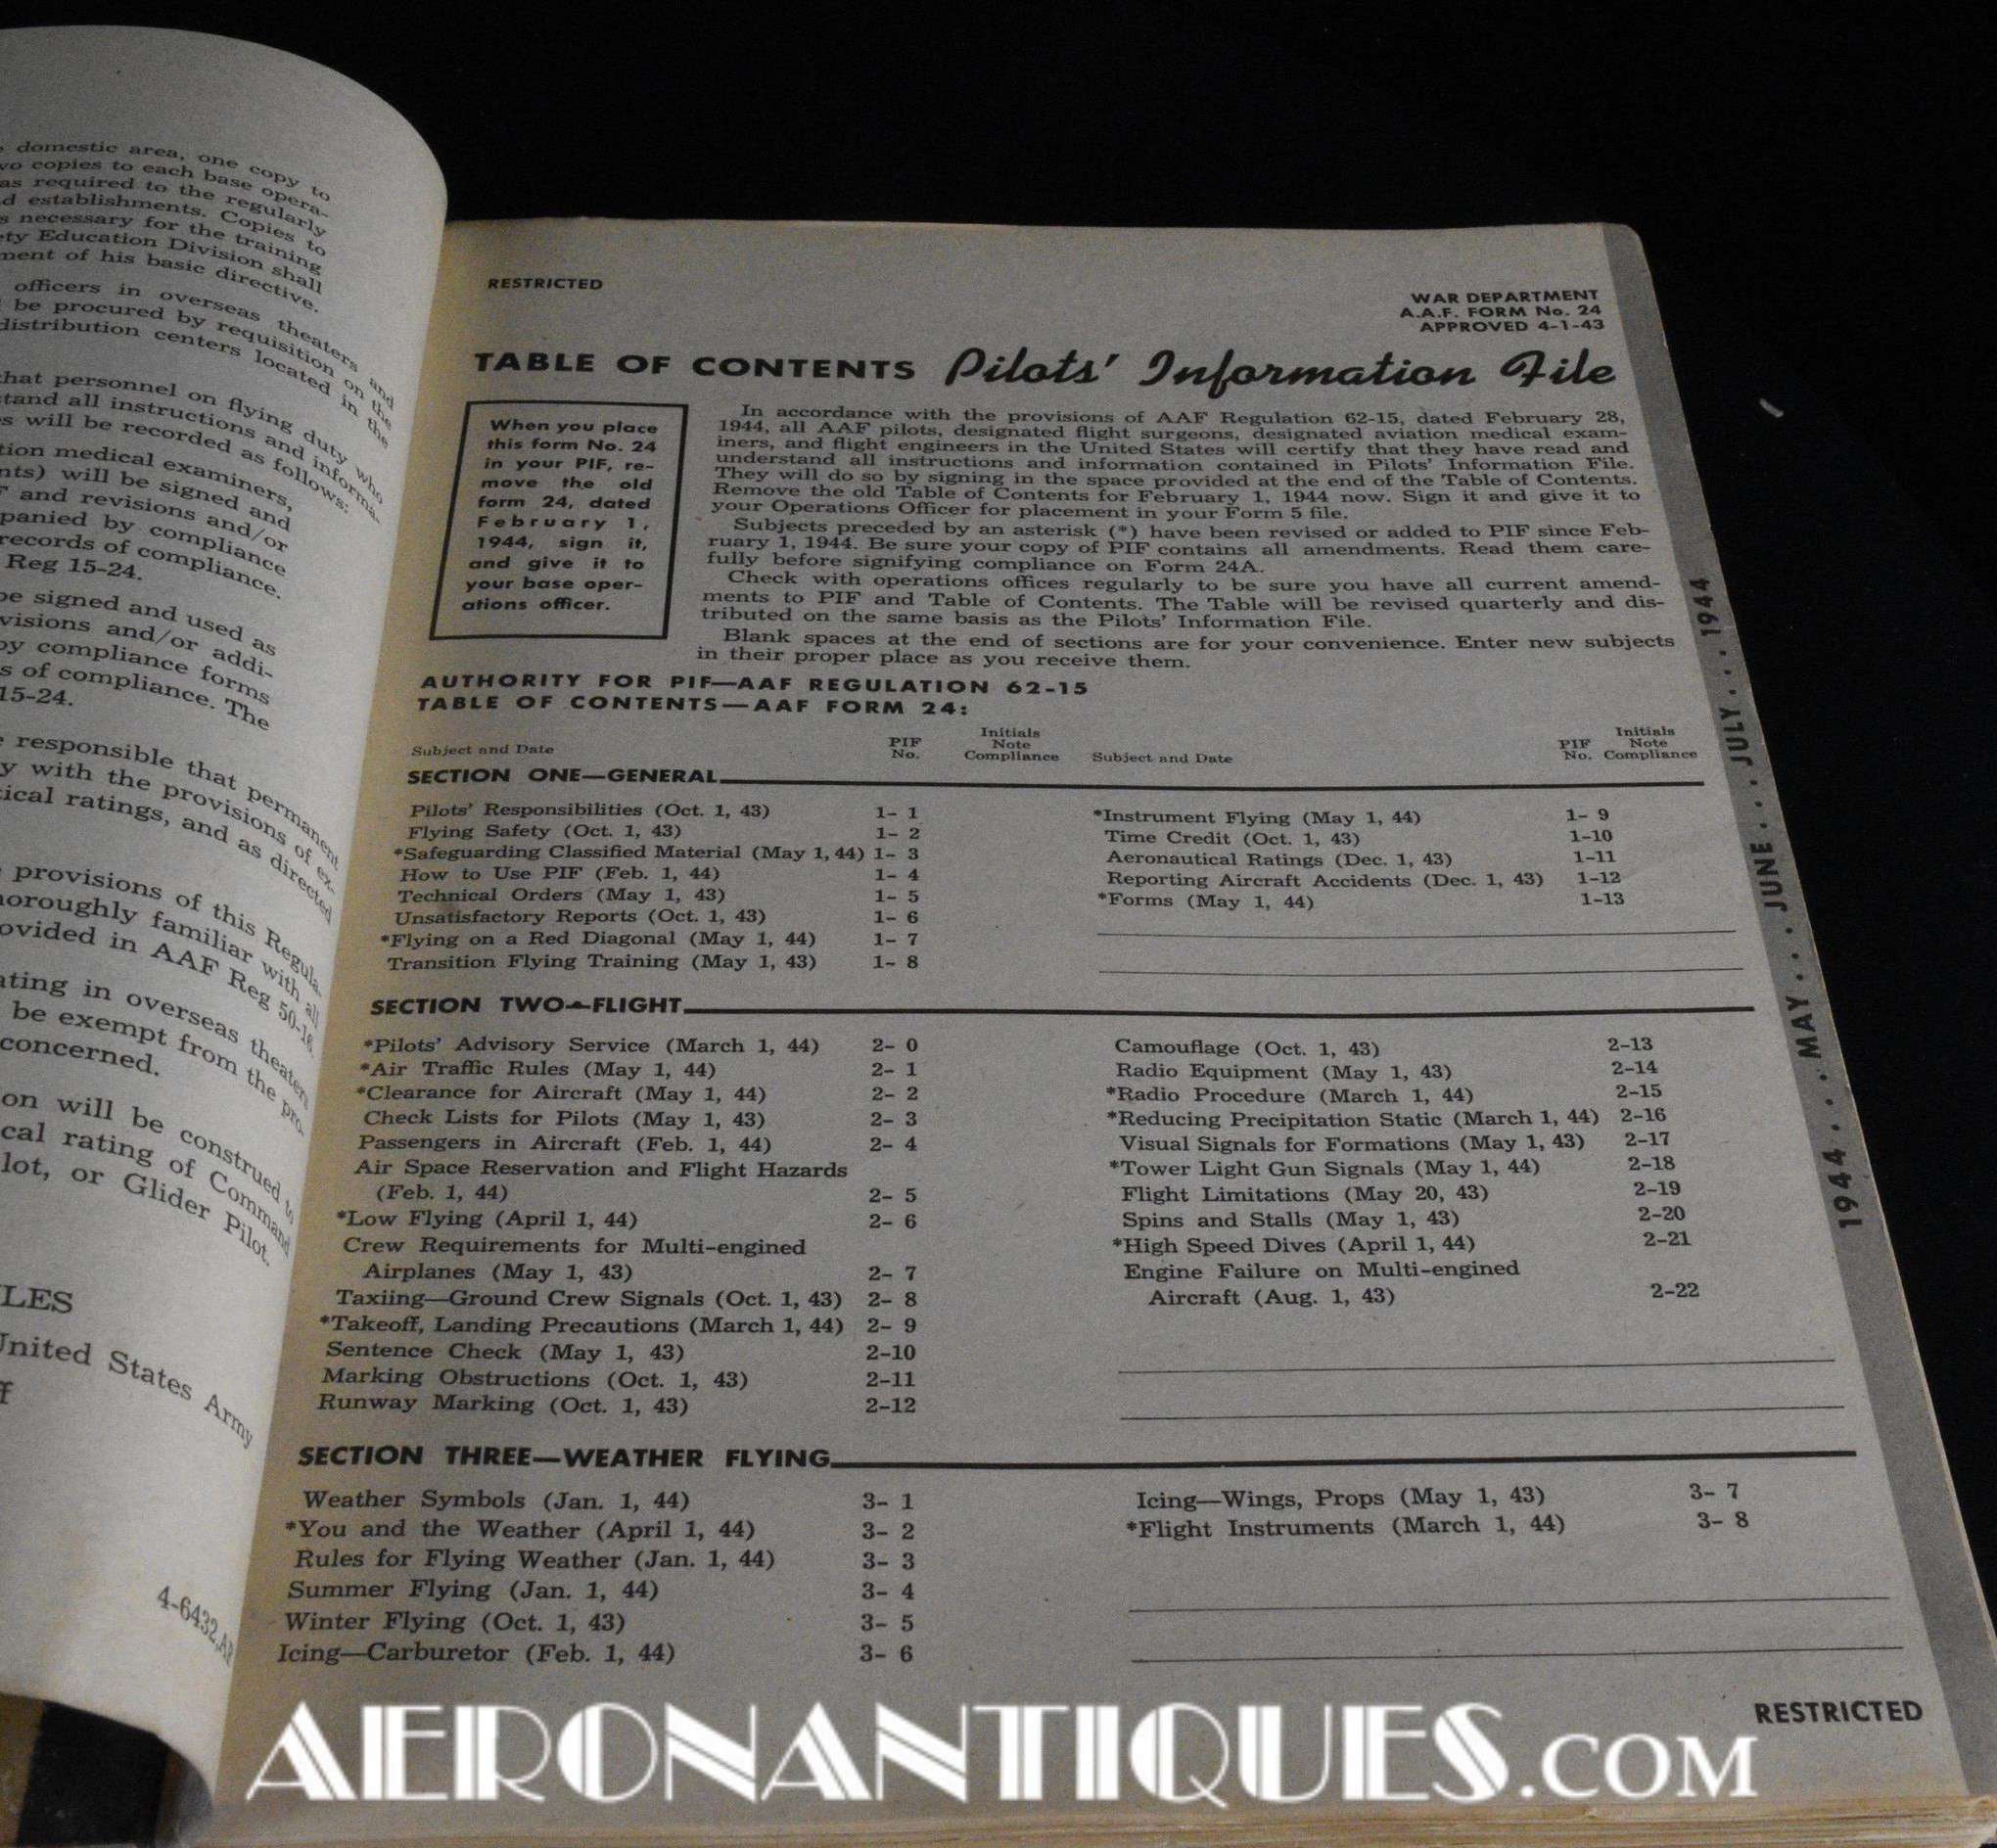 domestic area, one copy to
copies to each base opera-
as required to the regularly
establishments. Copies to
necessary for the training
Education Division shall
of his basic directive.
officers in overseas theaters and
be procured by requisition on the
distribution centers located in the
that personnel on flying duty who
all instructions and informa-
will be recorded as follows:
medical examiners,
will be signed and
and revisions and/or
by compliance
records of compliance.
Reg 15-24.
be signed and used as
and/or addi-
by compliance forms
of compliance. The
15-24.
responsible that permanent
with the provisions of ex-
ratings, and as directed
provisions of this Regula-
familiar with all
in AAF Reg 50-16.
in overseas theaters
be exempt from the pro-
concerned.
will be construed to
rating of Command
or Glider Pilot.
United States Army
RESTRICTED
WAR DEPARTMENT
A.A.F. FORM No. 24
APPROVED 4-1-43
TABLE OF CONTENTS Pilots' Information File
When you place
this form No. 24
in your PIF, re-
move the old
form 24, dated
February 1,
1944, sign it,
and give it to
your base oper-
ations officer.
In accordance with the provisions of AAF Regulation 62-15, dated February 28,
1944, all AAF pilots, designated flight surgeons, designated aviation medical exam-
iners, and flight engineers in the United States will certify that they have read and
understand all instructions and information contained in Pilots' Information File.
They will do so by signing in the space provided at the end of the Table of Contents.
Remove the old Table of Contents for February 1, 1944 now. Sign it and give it to
your Operations Officer for placement in your Form 5 file.
Subjects preceded by an asterisk (*) have been revised or added to PIF since Feb-
ruary 1, 1944. Be sure your copy of PIF contains all amendments. Read them care-
fully before signifying compliance on Form 24A.
Check with operations offices regularly to be sure you have all current amend-
ments to PIF and Table of Contents. The Table will be revised quarterly and dis-
tributed on the same basis as the Pilots' Information File.
Blank spaces at the end of sections are for your convenience. Enter new subjects
in their proper place as you receive them.
AUTHORITY FOR PIF—AAF REGULATION 62-15
TABLE OF CONTENTS—AAF FORM 24:
Subject and Date PIF No. Initials Note Compliance
Subject and Date PIF No. Initials Note Compliance
SECTION ONE—GENERAL
Pilots' Responsibilities (Oct. 1, 43) 1- 1
Flying Safety (Oct. 1, 43) 1- 2
*Safeguarding Classified Material (May 1, 44) 1- 3
How to Use PIF (Feb. 1, 44) 1- 4
Technical Orders (May 1, 43) 1- 5
Unsatisfactory Reports (Oct. 1, 43) 1- 6
*Flying on a Red Diagonal (May 1, 44) 1- 7
Transition Flying Training (May 1, 43) 1- 8
*Instrument Flying (May 1, 44) 1- 9
Time Credit (Oct. 1, 43) 1-10
Aeronautical Ratings (Dec. 1, 43) 1-11
Reporting Aircraft Accidents (Dec. 1, 43) 1-12
*Forms (May 1, 44) 1-13
SECTION TWO—FLIGHT
*Pilots' Advisory Service (March 1, 44) 2- 0
*Air Traffic Rules (May 1, 44) 2- 1
*Clearance for Aircraft (May 1, 44) 2- 2
Check Lists for Pilots (May 1, 43) 2- 3
Passengers in Aircraft (Feb. 1, 44) 2- 4
Air Space Reservation and Flight Hazards
(Feb. 1, 44) 2- 5
*Low Flying (April 1, 44) 2- 6
Crew Requirements for Multi-engined
Airplanes (May 1, 43) 2- 7
Taxiing—Ground Crew Signals (Oct. 1, 43) 2- 8
*Takeoff, Landing Precautions (March 1, 44) 2- 9
Sentence Check (May 1, 43) 2-10
Marking Obstructions (Oct. 1, 43) 2-11
Runway Marking (Oct. 1, 43) 2-12
Camouflage (Oct. 1, 43) 2-13
Radio Equipment (May 1, 43) 2-14
*Radio Procedure (March 1, 44) 2-15
*Reducing Precipitation Static (March 1, 44) 2-16
Visual Signals for Formations (May 1, 43) 2-17
*Tower Light Gun Signals (May 1, 44) 2-18
Flight Limitations (May 20, 43) 2-19
Spins and Stalls (May 1, 43) 2-20
*High Speed Dives (April 1, 44) 2-21
Engine Failure on Multi-engined
Aircraft (Aug. 1, 43) 2-22
SECTION THREE—WEATHER FLYING
Weather Symbols (Jan. 1, 44) 3- 1
*You and the Weather (April 1, 44) 3- 2
Rules for Flying Weather (Jan. 1, 44) 3- 3
Summer Flying (Jan. 1, 44) 3- 4
Winter Flying (Oct. 1, 43) 3- 5
Icing—Carburetor (Feb. 1, 44) 3- 6
Icing—Wings, Props (May 1, 43) 3- 7
*Flight Instruments (March 1, 44) 3- 8
RESTRICTED
1944 . . . MAY . . . JUNE . . . JULY . . . 1944
AERONANTIQUES.COM